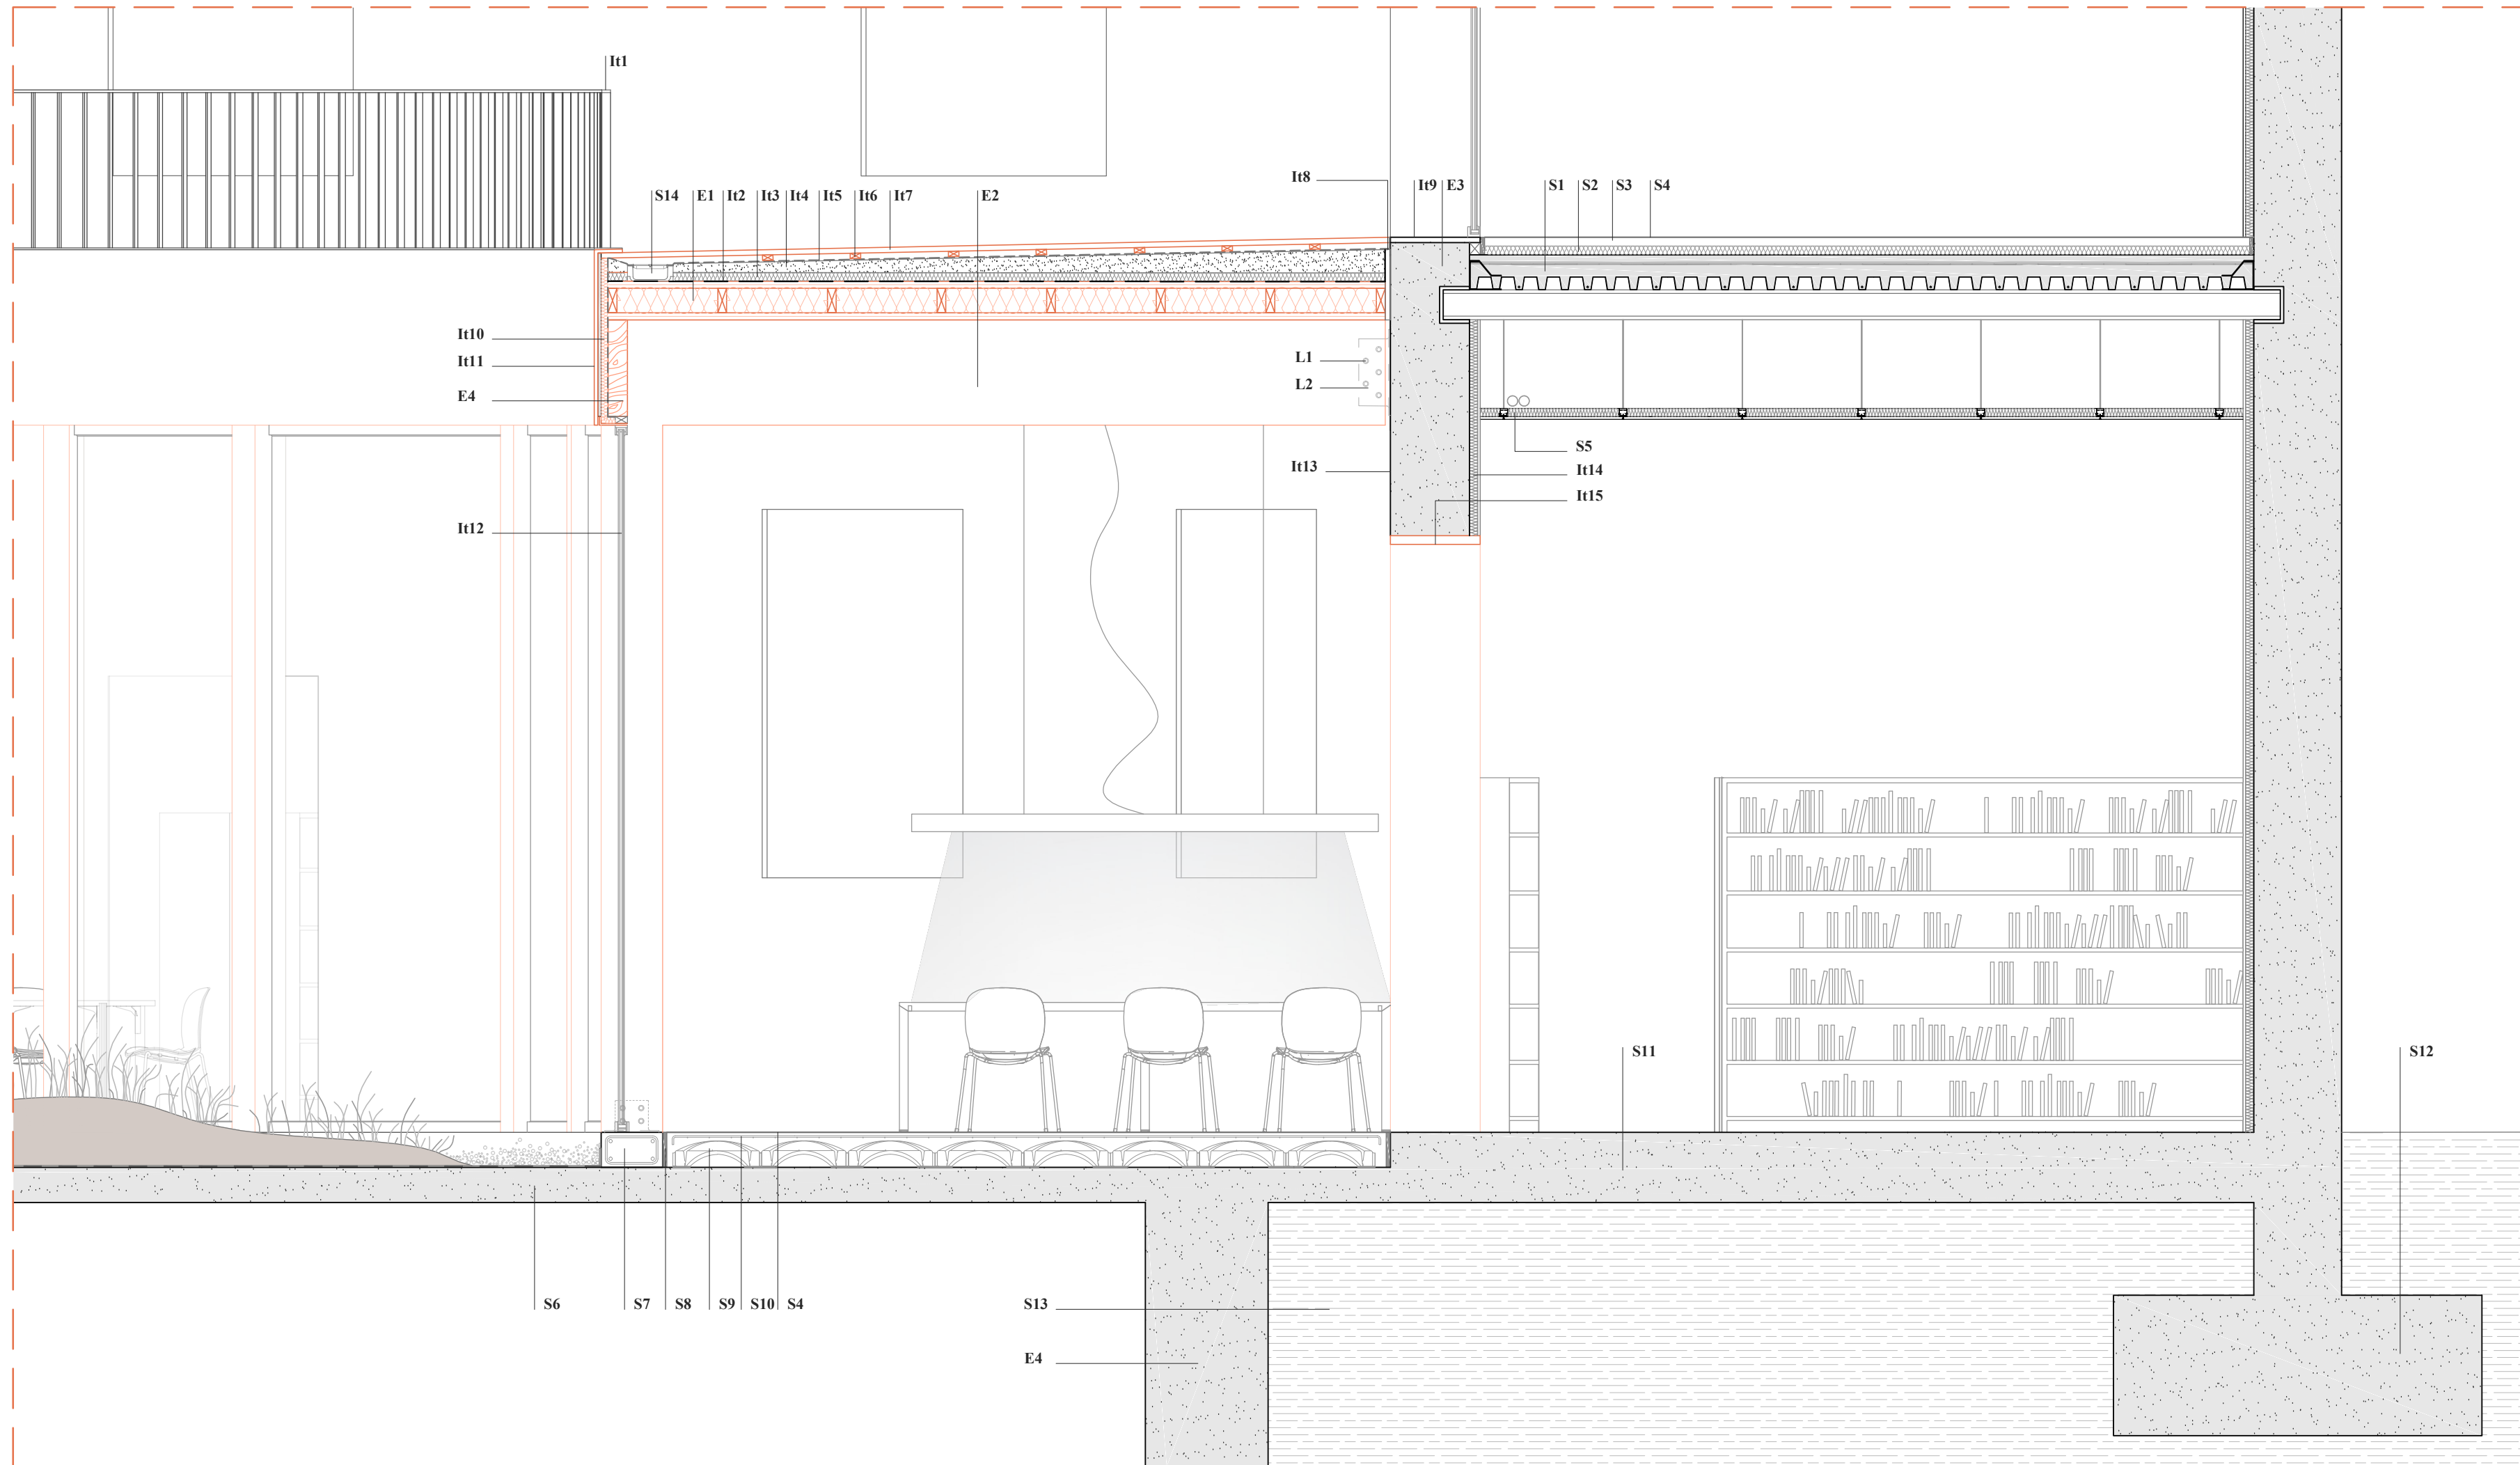 It1
It8
S14 E1 It2 It3 It4 It5 It6 It7 E2
It9 E3 S1 S2 S3 S4
It10
It11
E4
L1
L2
S5
It13
It14
It15
It12
S11
S12
S6 S7 S8 S9 S10 S4
S13
E4